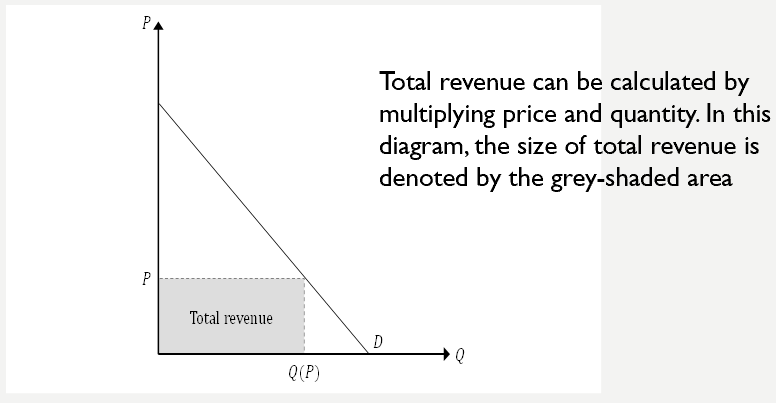 P
Total revenue can be calculated by
multiplying price and quantity. In this
diagram, the size of total revenue is
denoted by the grey-shaded area
P
Total revenue
D
Q
Q(P)